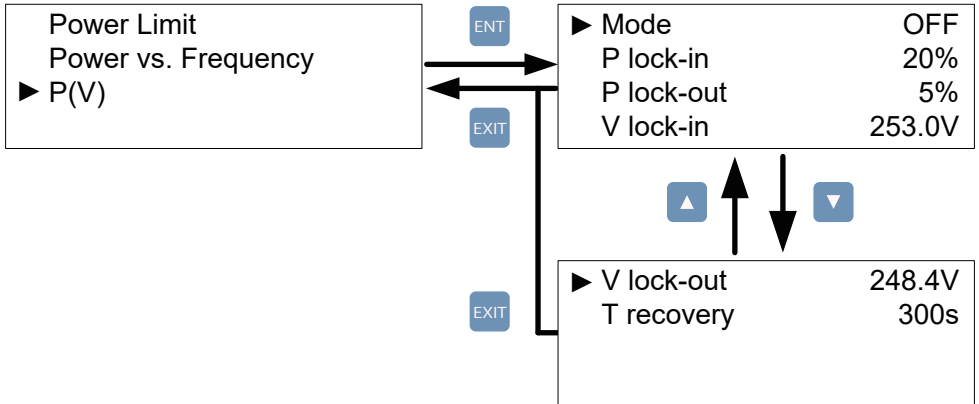 Power Limit
Power vs. Frequency
▶ P(V)
ENT
EXIT
▶ Mode OFF
P lock-in 20%
P lock-out 5%
V lock-in 253.0V
▲ ▼
EXIT
▶ V lock-out 248.4V
T recovery 300s